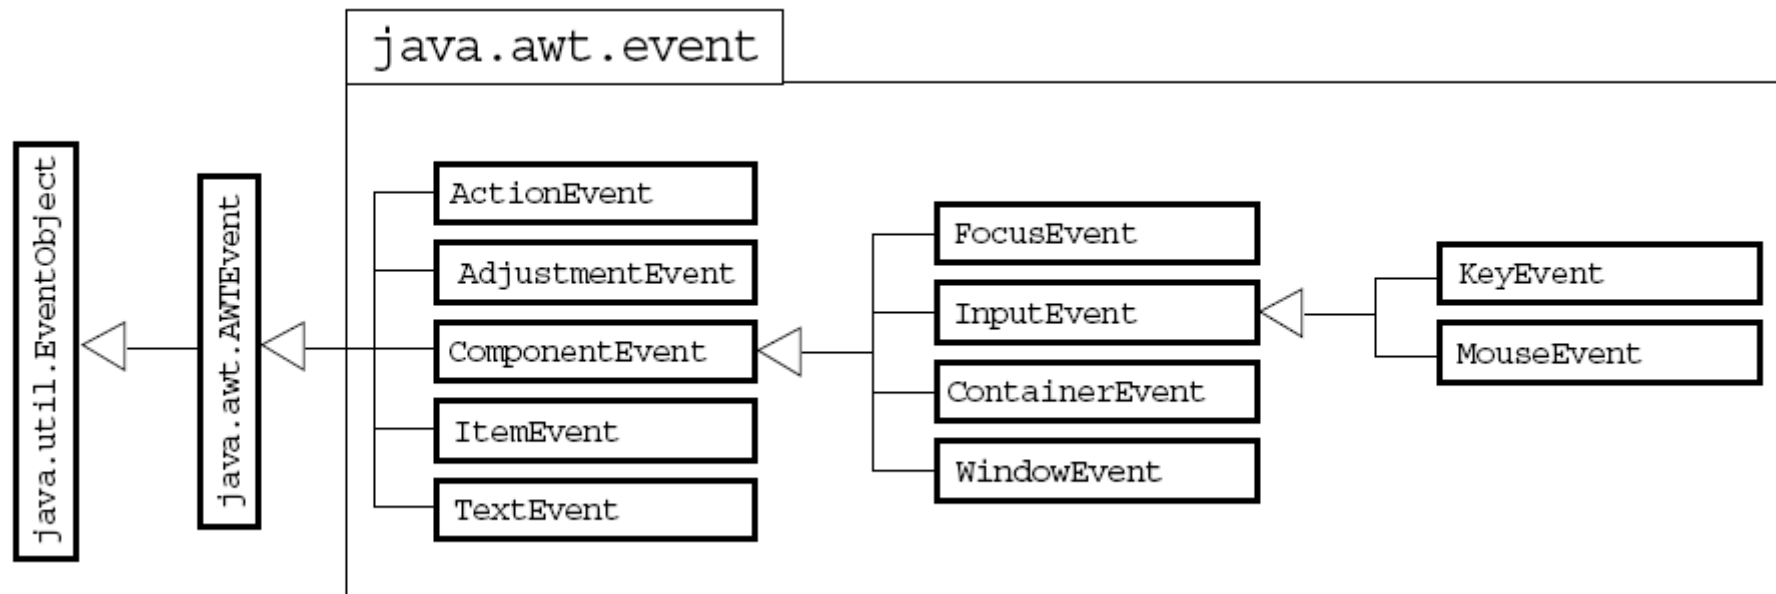 java.awt.event
java.util.EventObject
java.awt.AWTEvent
ActionEvent
AdjustmentEvent
ComponentEvent
ItemEvent
TextEvent
FocusEvent
InputEvent
ContainerEvent
WindowEvent
KeyEvent
MouseEvent